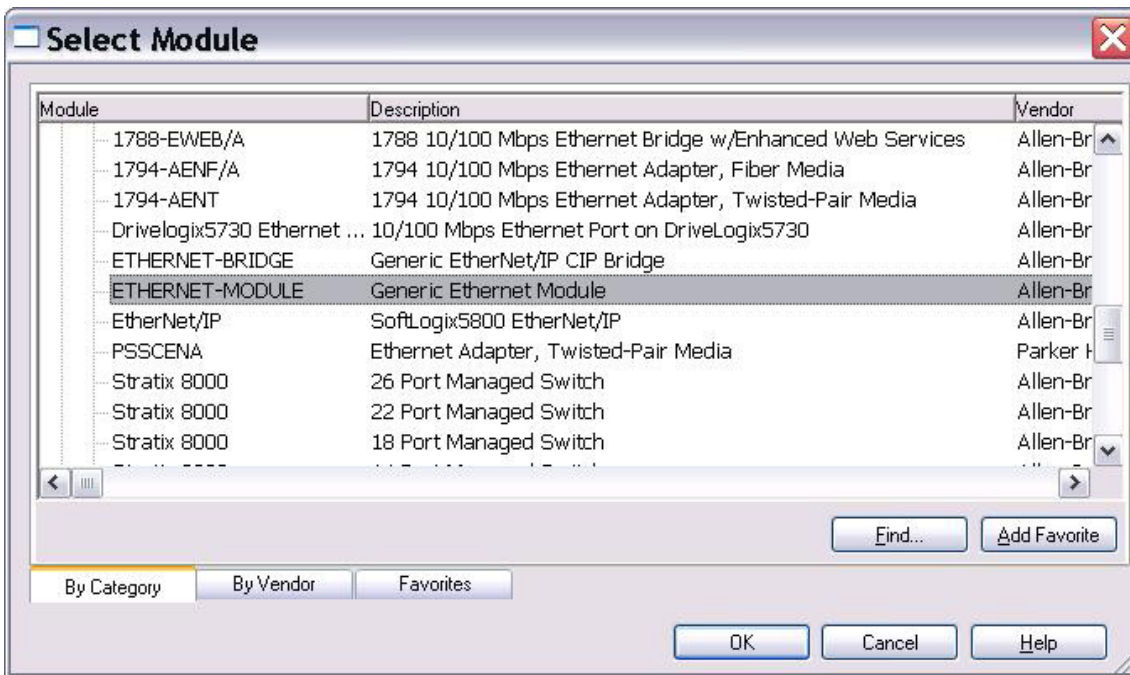 Select Module
Module Description Vendor
1788-EWEB/A 1788 10/100 Mbps Ethernet Bridge w/Enhanced Web Services Allen-Br
1794-AENF/A 1794 10/100 Mbps Ethernet Adapter, Fiber Media Allen-Br
1794-AENT 1794 10/100 Mbps Ethernet Adapter, Twisted-Pair Media Allen-Br
Drivelogix5730 Ethernet ... 10/100 Mbps Ethernet Port on DriveLogix5730 Allen-Br
ETHERNET-BRIDGE Generic EtherNet/IP CIP Bridge Allen-Br
ETHERNET-MODULE Generic Ethernet Module Allen-Br
EtherNet/IP SoftLogix5800 EtherNet/IP Allen-Br
PSSCENA Ethernet Adapter, Twisted-Pair Media Parker H
Stratix 8000 26 Port Managed Switch Allen-Br
Stratix 8000 22 Port Managed Switch Allen-Br
Stratix 8000 18 Port Managed Switch Allen-Br
Find... Add Favorite
By Category By Vendor Favorites
OK Cancel Help